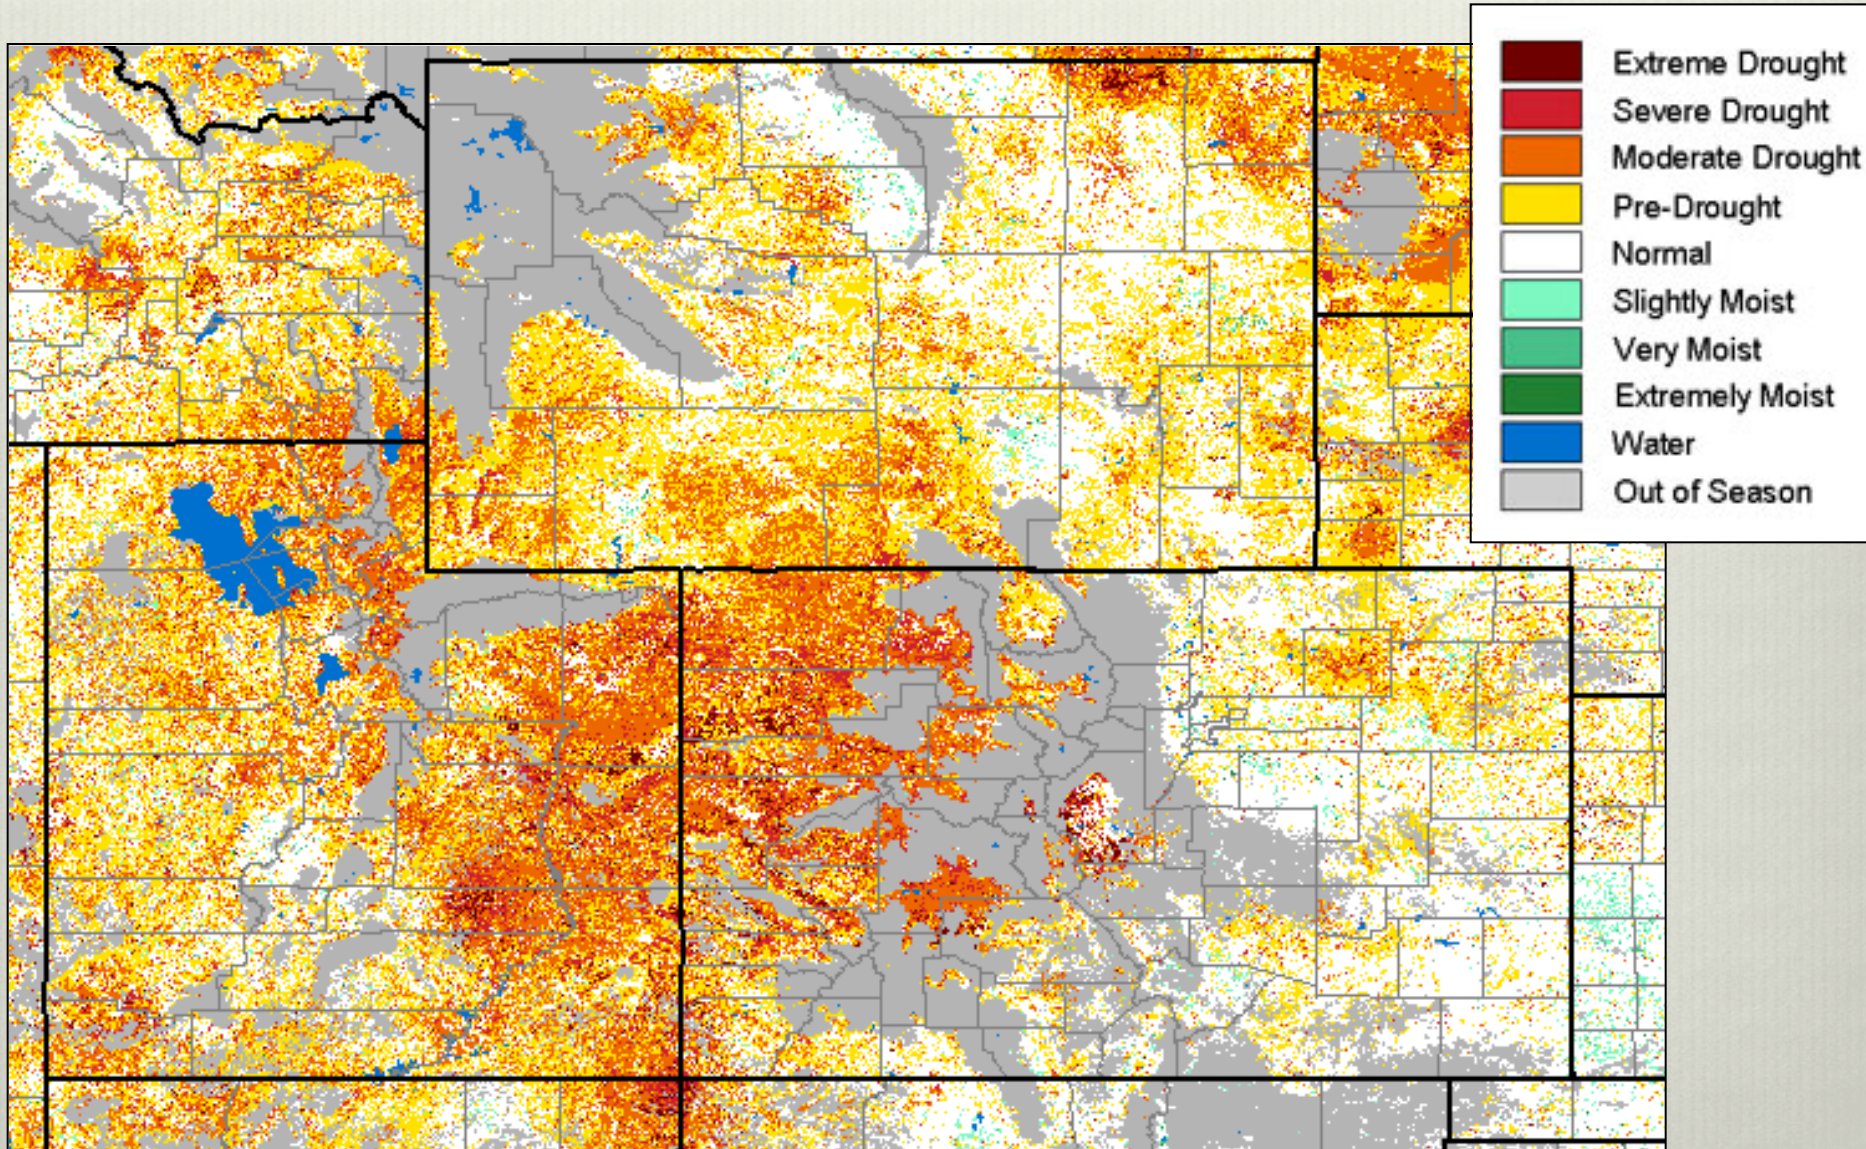 Extreme Drought
Severe Drought
Moderate Drought
Pre-Drought
Normal
Slightly Moist
Very Moist
Extremely Moist
Water
Out of Season